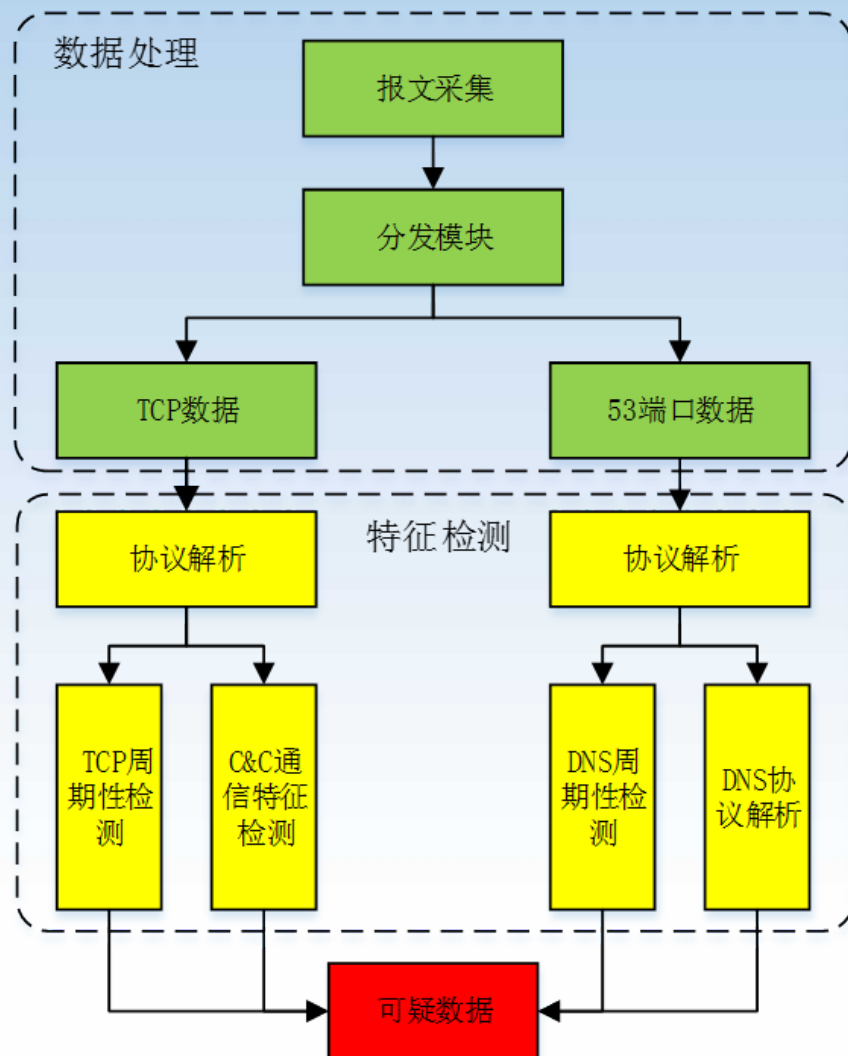 数据处理
报文采集
分发模块
TCP数据
53端口数据
特征检测
协议解析
协议解析
TCP周
期性检
测
C&C通
信特征
检测
DNS周
期性检
测
DNS协
议解析
可疑数据